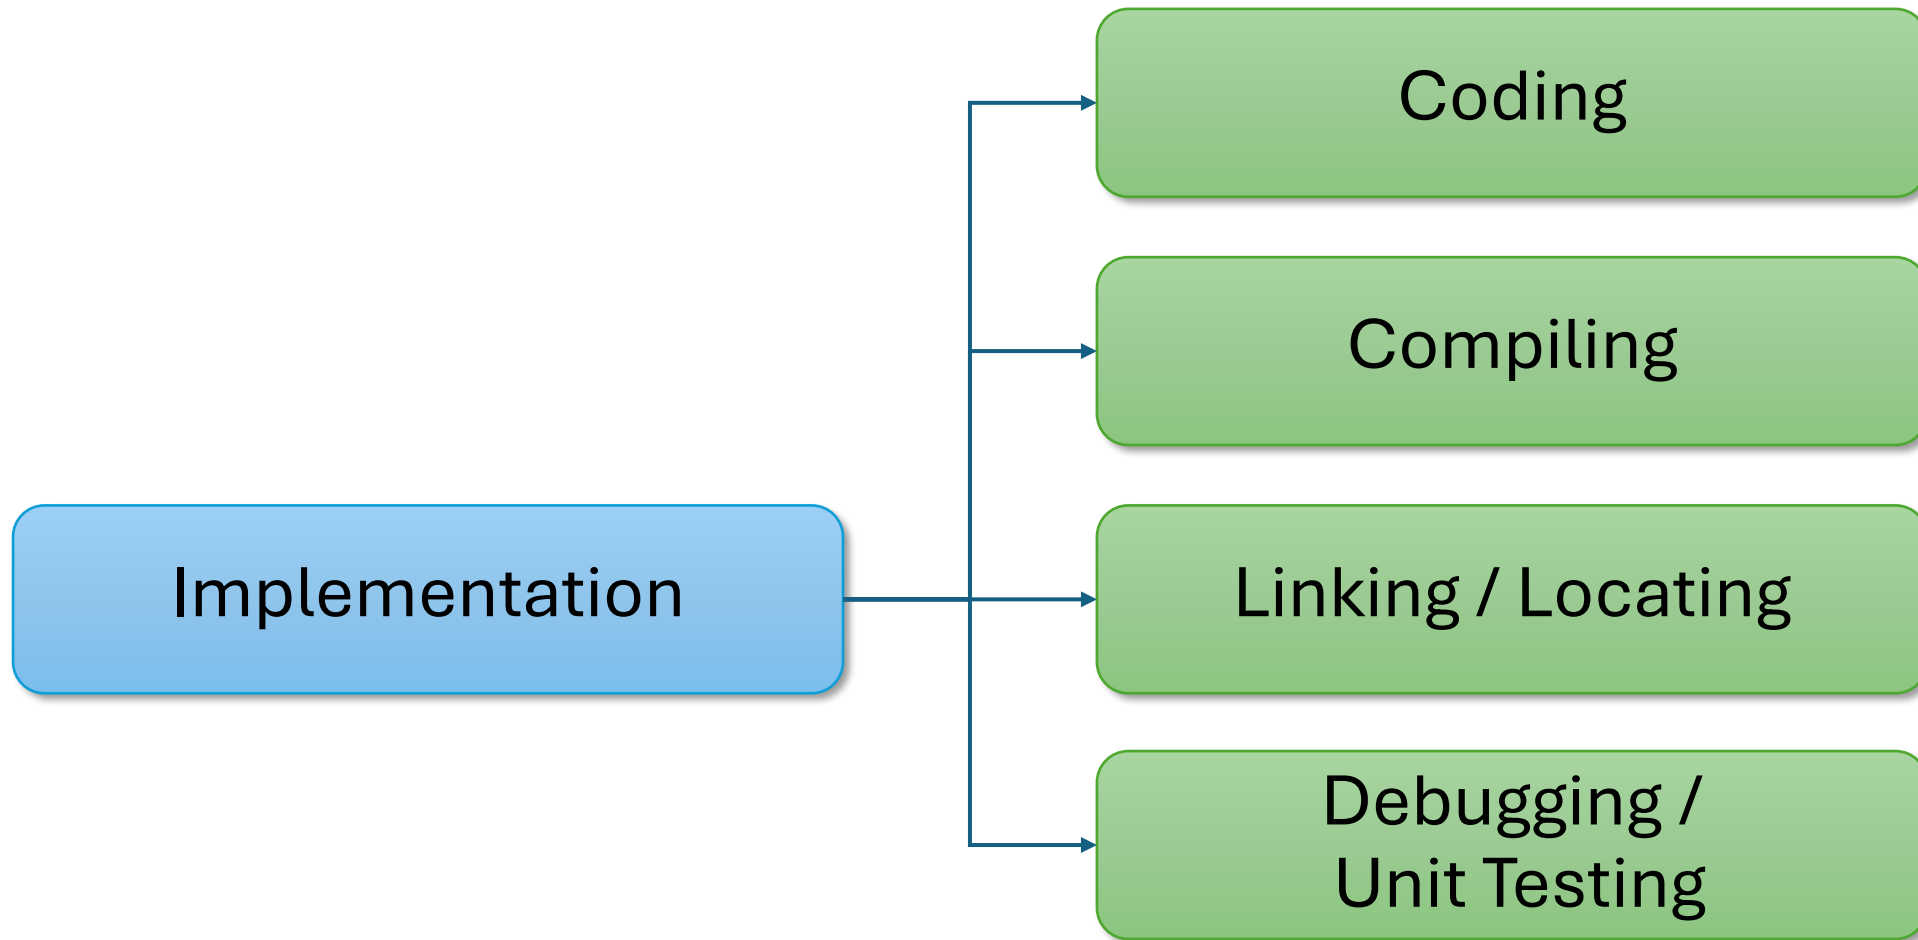 Coding
Compiling
Implementation
Linking / Locating
Debugging /
Unit Testing